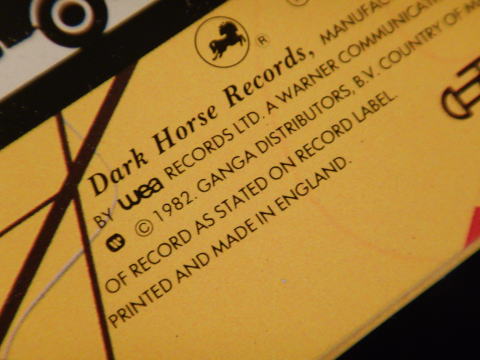 ®
Dark Horse Records, MANUFAC
BY wea RECORDS LTD. A WARNER COMMUNICATIO
© 1982. GANGA DISTRIBUTORS, B.V. COUNTRY OF M
OF RECORD AS STATED ON RECORD LABEL.
PRINTED AND MADE IN ENGLAND.